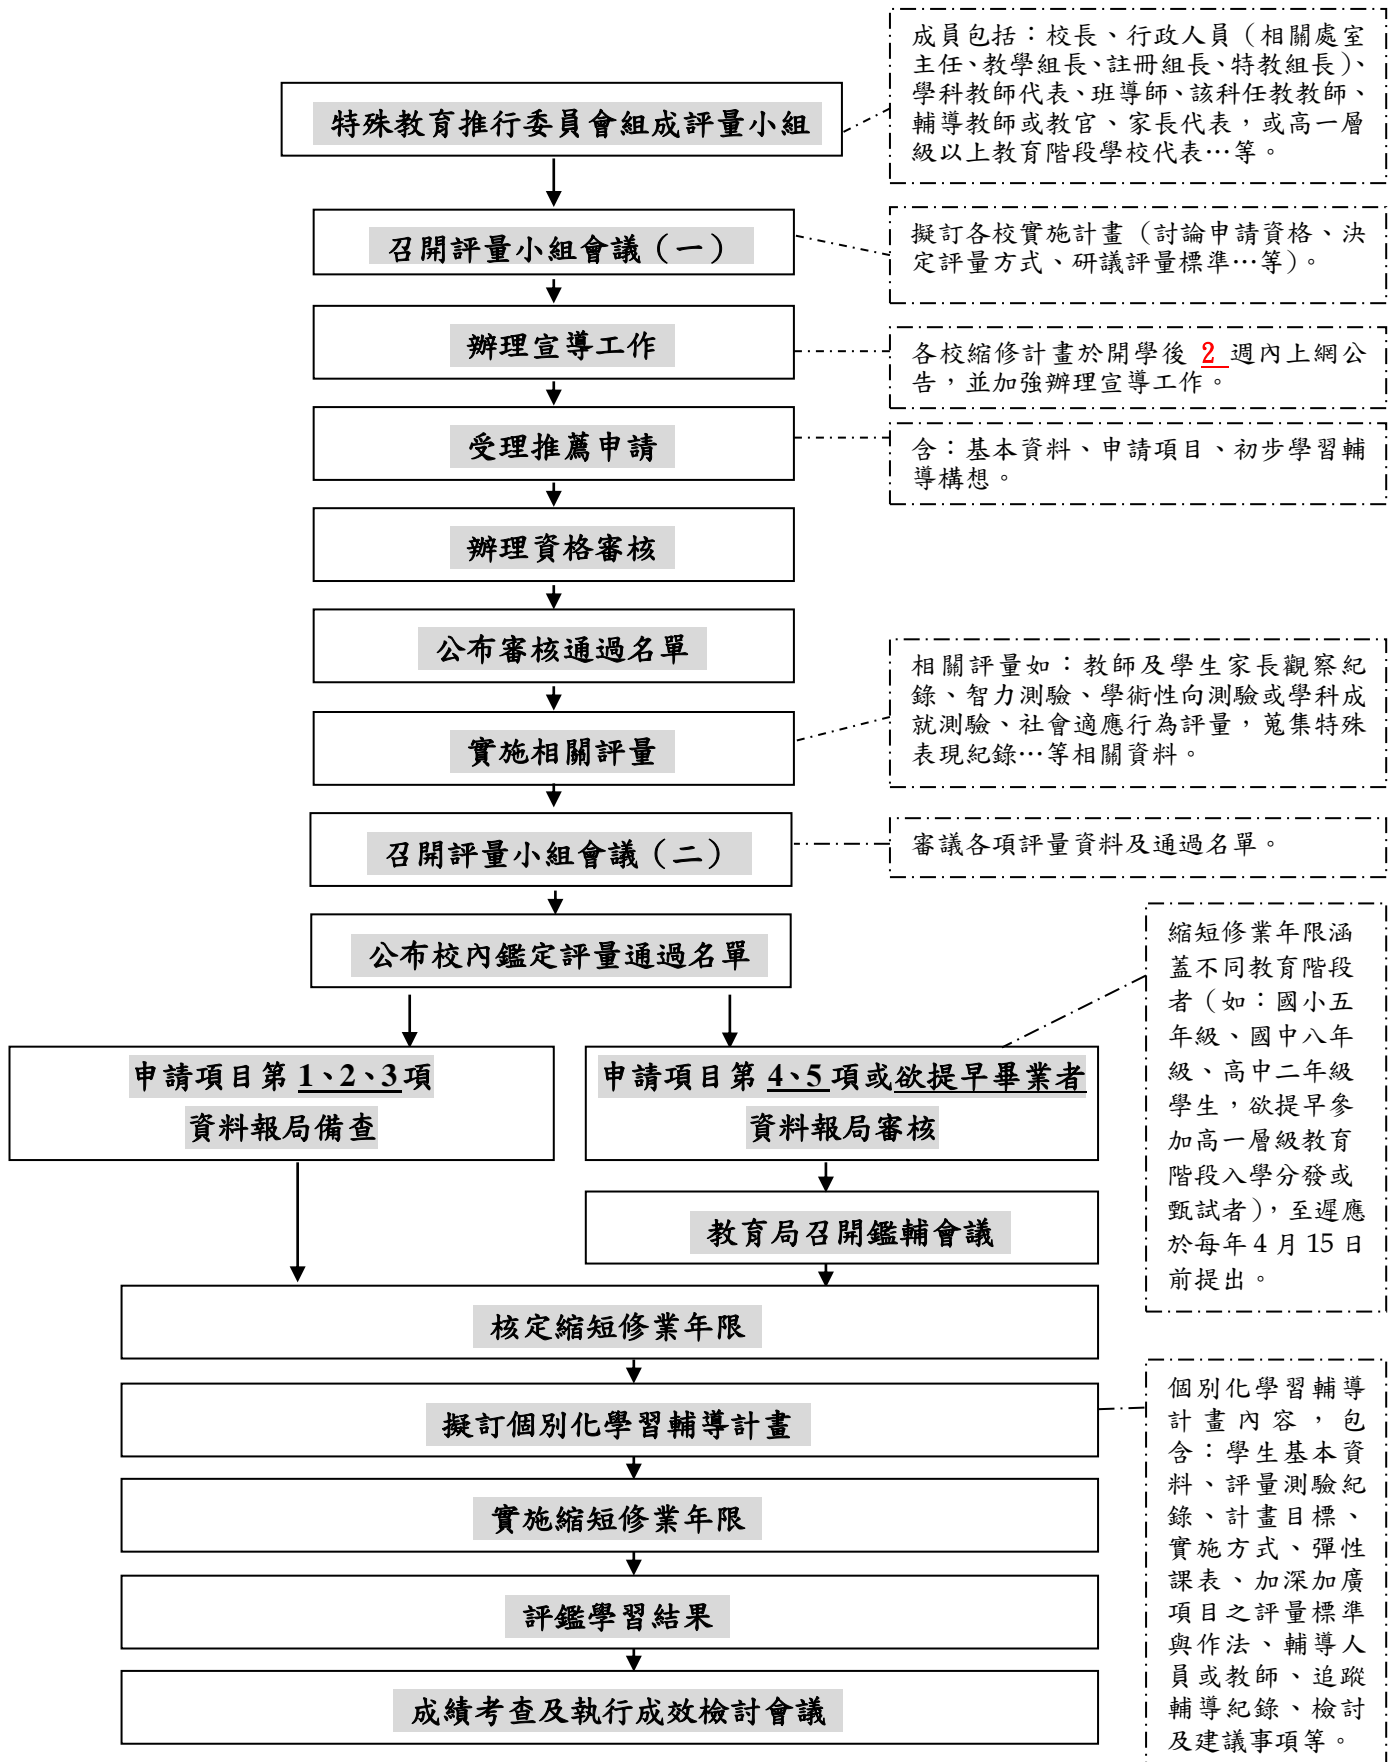 特殊教育推行委員會組成評量小組
成員包括：校長、行政人員（相關處室
主任、教學組長、註冊組長、特教組長）、
學科教師代表、班導師、該科任教教師、
輔導教師或教官、家長代表，或高一層
級以上教育階段學校代表…等。
召開評量小組會議（一）
擬訂各校實施計畫（討論申請資格、決
定評量方式、研議評量標準…等）。
辦理宣導工作
各校縮修計畫於開學後 2 週內上網公
告，並加強辦理宣導工作。
受理推薦申請
含：基本資料、申請項目、初步學習輔
導構想。
辦理資格審核
公布審核通過名單
實施相關評量
相關評量如：教師及學生家長觀察紀
錄、智力測驗、學術性向測驗或學科成
就測驗、社會適應行為評量，蒐集特殊
表現紀錄…等相關資料。
召開評量小組會議（二）
審議各項評量資料及通過名單。
公布校內鑑定評量通過名單
申請項目第 1、2、3 項
資料報局備查
申請項目第 4、5 項或欲提早畢業者
資料報局審核
縮短修業年限涵
蓋不同教育階段
者（如：國小五
年級、國中八年
級、高中二年級
學生，欲提早參
加高一層級教育
階段入學分發或
甄試者），至遲應
於每年 4 月 15 日
前提出。
教育局召開鑑輔會議
核定縮短修業年限
擬訂個別化學習輔導計畫
個別化學習輔導
計畫內容，包
含：學生基本資
料、評量測驗紀
錄、計畫目標、
實施方式、彈性
課表、加深加廣
項目之評量標準
與作法、輔導人
員或教師、追蹤
輔導紀錄、檢討
及建議事項等。
實施縮短修業年限
評鑑學習結果
成績考查及執行成效檢討會議